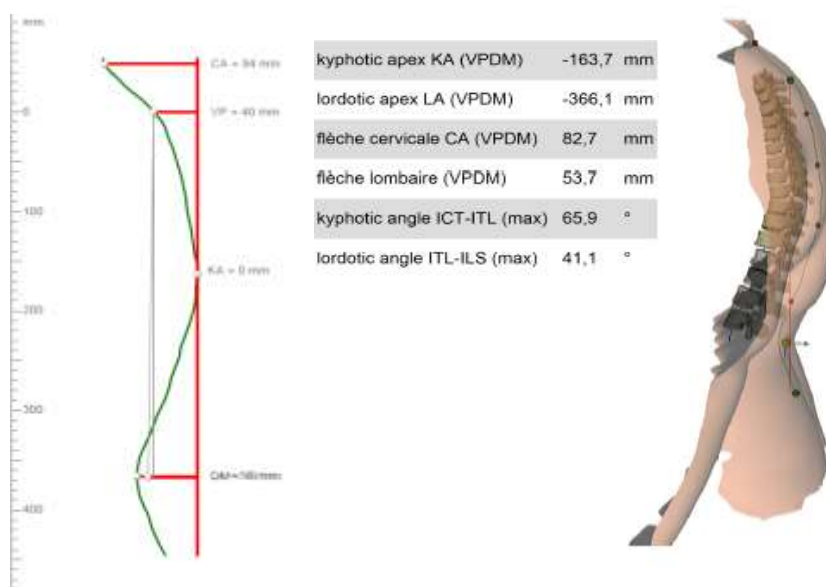 mm
CA = 94 mm
0
VP = 40 mm
100
KA = 0 mm
200
300
400
kyphotic apex KA (VPDM) -163,7 mm
lordotic apex LA (VPDM) -366,1 mm
flèche cervicale CA (VPDM) 82,7 mm
flèche lombaire (VPDM) 53,7 mm
kyphotic angle ICT-ITL (max) 65,9 °
lordotic angle ITL-ILS (max) 41,1 °